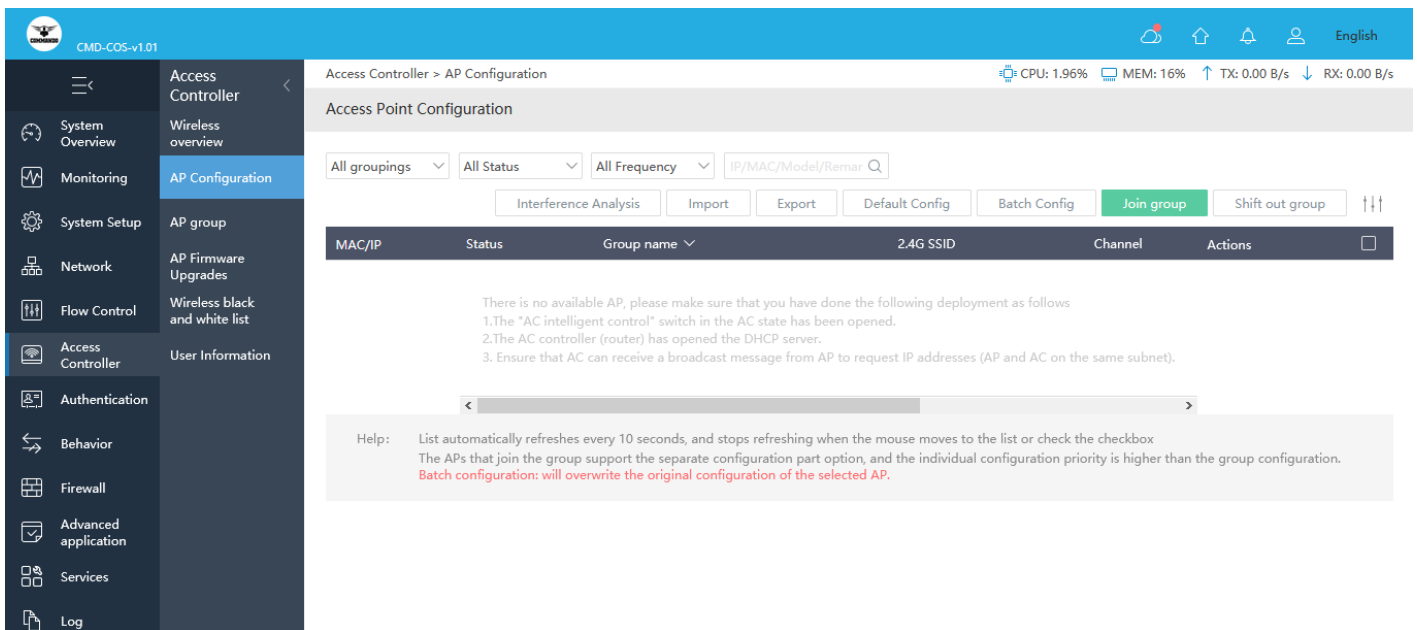 COMMANDO
CMD-COS-v1.01
English
System
Overview
Monitoring
System Setup
Network
Flow Control
Access
Controller
Authentication
Behavior
Firewall
Advanced
application
Services
Log
Access
Controller
Wireless
overview
AP Configuration
AP group
AP Firmware
Upgrades
Wireless black
and white list
User Information
Access Controller > AP Configuration
CPU: 1.96% MEM: 16% TX: 0.00 B/s RX: 0.00 B/s
Access Point Configuration
All groupings All Status All Frequency IP/MAC/Model/Remar
Interference Analysis Import Export Default Config Batch Config Join group Shift out group
MAC/IP Status Group name 2.4G SSID Channel Actions
There is no available AP, please make sure that you have done the following deployment as follows
1.The "AC intelligent control" switch in the AC state has been opened.
2.The AC controller (router) has opened the DHCP server.
3. Ensure that AC can receive a broadcast message from AP to request IP addresses (AP and AC on the same subnet).
Help: List automatically refreshes every 10 seconds, and stops refreshing when the mouse moves to the list or check the checkbox
The APs that join the group support the separate configuration part option, and the individual configuration priority is higher than the group configuration.
Batch configuration: will overwrite the original configuration of the selected AP.